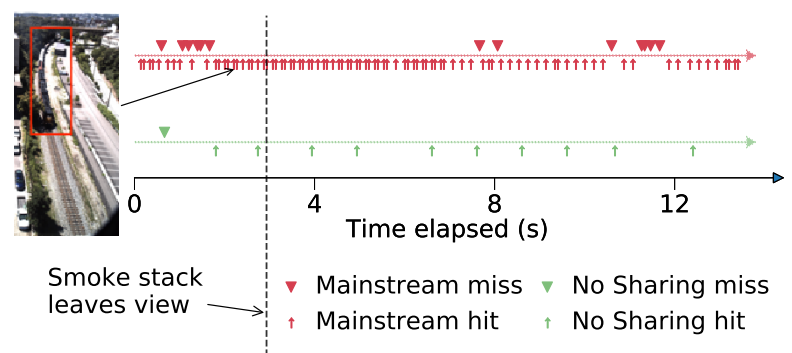 0 4 8 12
Time elapsed (s)
Smoke stack
leaves view
Mainstream miss
No Sharing miss
Mainstream hit
No Sharing hit